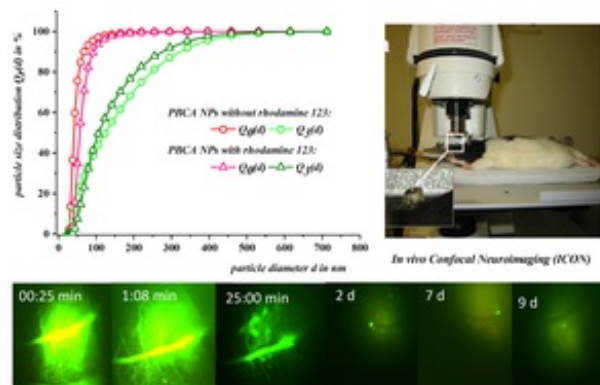 particle size distribution Qr(d) in %
100
80
60
40
20
0
PBCA NPs without rhodamine 123:
Q0(d) Q3(d)
PBCA NPs with rhodamine 123:
Q0(d) Q3(d)
0 100 200 300 400 500 600 700 800
particle diameter d in nm
In vivo Confocal Neuroimaging (ICON)
00:25 min 1:08 min 25:00 min 2 d 7 d 9 d